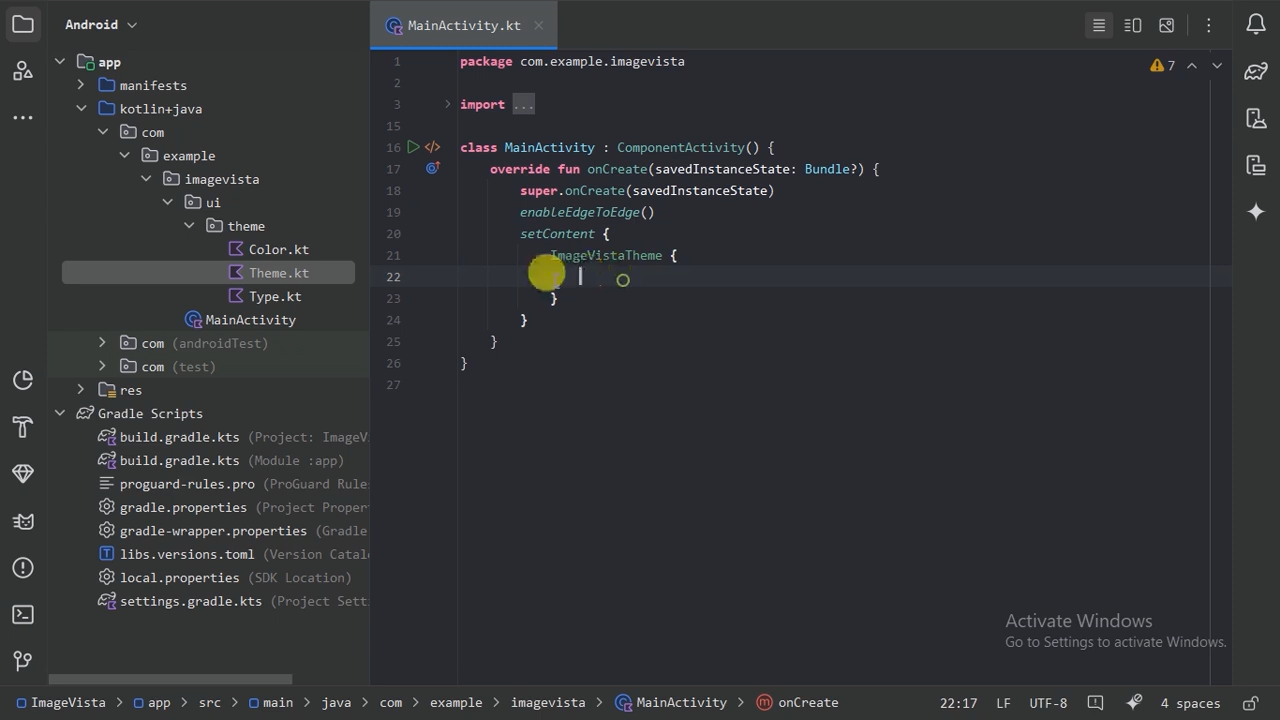 Android
MainActivity.kt
app
manifests
kotlin+java
com
example
imagevista
ui
theme
Color.kt
Theme.kt
Type.kt
MainActivity
com (androidTest)
com (test)
res
Gradle Scripts
build.gradle.kts (Project: ImageVi
build.gradle.kts (Module :app)
proguard-rules.pro (ProGuard Rule
gradle.properties (Project Proper
gradle-wrapper.properties (Gradle
libs.versions.toml (Version Catal
local.properties (SDK Location)
settings.gradle.kts (Project Sett
1 package com.example.imagevista
7
2
3 import ...
15
16 class MainActivity : ComponentActivity() {
17 override fun onCreate(savedInstanceState: Bundle?) {
18 super.onCreate(savedInstanceState)
19 enableEdgeToEdge()
20 setContent {
21 ImageVistaTheme {
22
23 }
24 }
25 }
26 }
27
Activate Windows
Go to Settings to activate Windows.
ImageVista > app > src > main > java > com > example > imagevista > MainActivity > onCreate
22:17 LF UTF-8 4 spaces